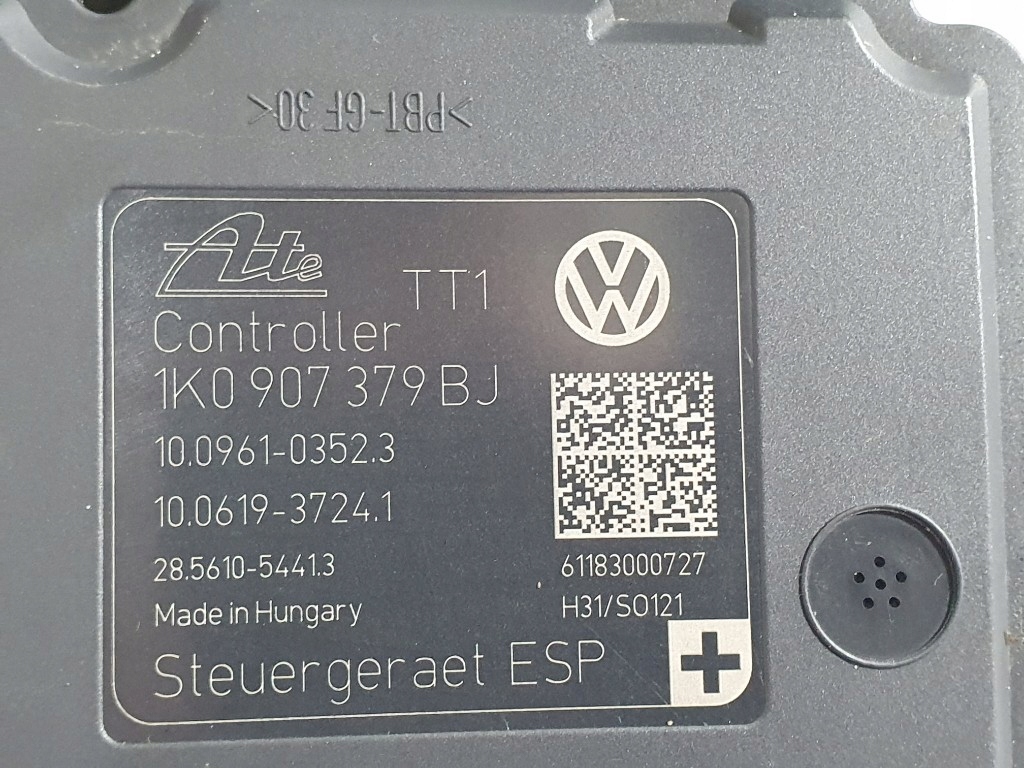 >PBT-GF 30<
Ate
TT1
Controller
1K0 907 379 BJ
10.0961-0352.3
10.0619-3724.1
28.5610-5441.3
61183000727
Made in Hungary
H31/S0121
Steuergeraet ESP